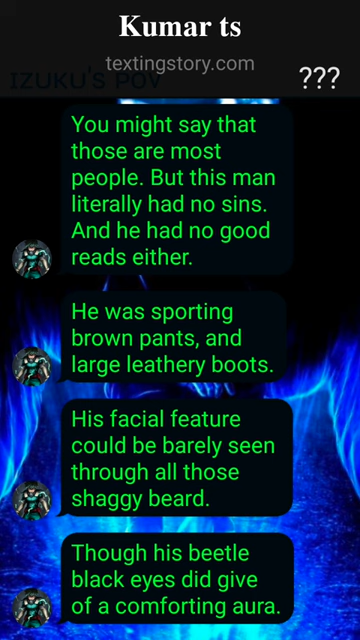 Kumar ts
textingstory.com
IZUKU'S POV
???
You might say that
those are most
people. But this man
literally had no sins.
And he had no good
reads either.
He was sporting
brown pants, and
large leathery boots.
His facial feature
could be barely seen
through all those
shaggy beard.
Though his beetle
black eyes did give
of a comforting aura.